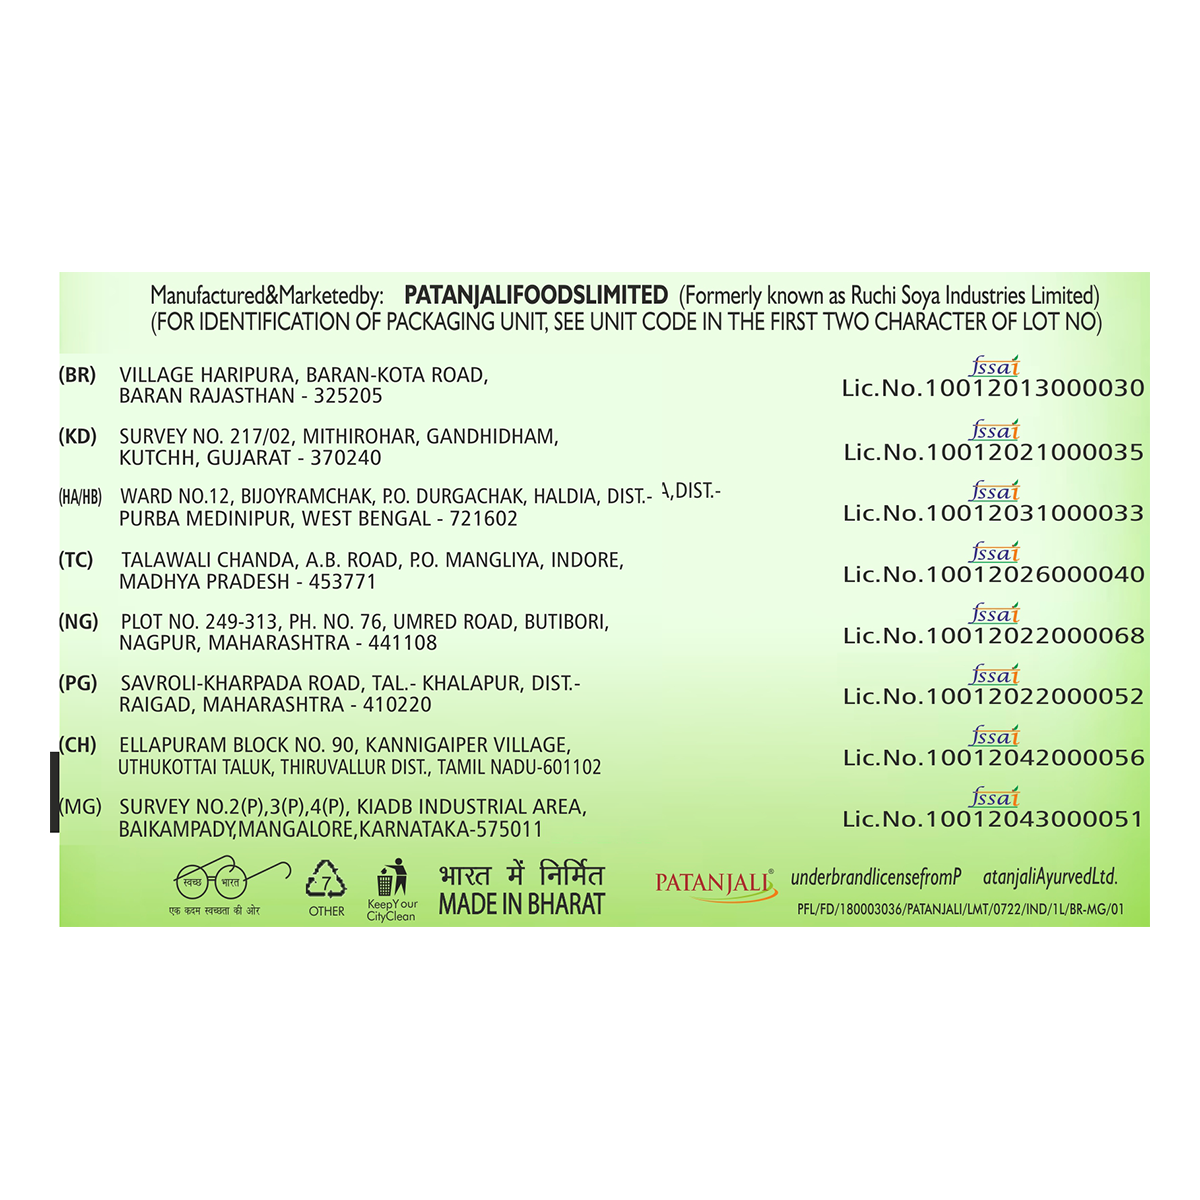 Manufactured&Marketedby: PATANJALIFOODSLIMITED (Formerly known as Ruchi Soya Industries Limited)
(FOR IDENTIFICATION OF PACKAGING UNIT, SEE UNIT CODE IN THE FIRST TWO CHARACTER OF LOT NO)
(BR) VILLAGE HARIPURA, BARAN-KOTA ROAD,
BARAN RAJASTHAN - 325205
fssai
Lic.No.10012013000030
(KD) SURVEY NO. 217/02, MITHIROHAR, GANDHIDHAM,
KUTCHH, GUJARAT - 370240
fssai
Lic.No.10012021000035
(HA/HB) WARD NO.12, BIJOYRAMCHAK, P.O. DURGACHAK, HALDIA, DIST.- A,DIST.-
PURBA MEDINIPUR, WEST BENGAL - 721602
fssai
Lic.No.10012031000033
(TC) TALAWALI CHANDA, A.B. ROAD, P.O. MANGLIYA, INDORE,
MADHYA PRADESH - 453771
fssai
Lic.No.10012026000040
(NG) PLOT NO. 249-313, PH. NO. 76, UMRED ROAD, BUTIBORI,
NAGPUR, MAHARASHTRA - 441108
fssai
Lic.No.10012022000068
(PG) SAVROLI-KHARPADA ROAD, TAL.- KHALAPUR, DIST.-
RAIGAD, MAHARASHTRA - 410220
fssai
Lic.No.10012022000052
(CH) ELLAPURAM BLOCK NO. 90, KANNIGAIPER VILLAGE,
UTHUKOTTAI TALUK, THIRUVALLUR DIST., TAMIL NADU-601102
fssai
Lic.No.10012042000056
(MG) SURVEY NO.2(P),3(P),4(P), KIADB INDUSTRIAL AREA,
BAIKAMPADY,MANGALORE,KARNATAKA-575011
fssai
Lic.No.10012043000051
स्वच्छ भारत
एक कदम स्वच्छता की ओर
7
OTHER
KeepYour
CityClean
भारत में निर्मित
MADE IN BHARAT
PATANJALI® underbrandlicensefromP atanjaliAyurvedLtd.
PFL/FD/180003036/PATANJALI/LMT/0722/IND/1L/BR-MG/01